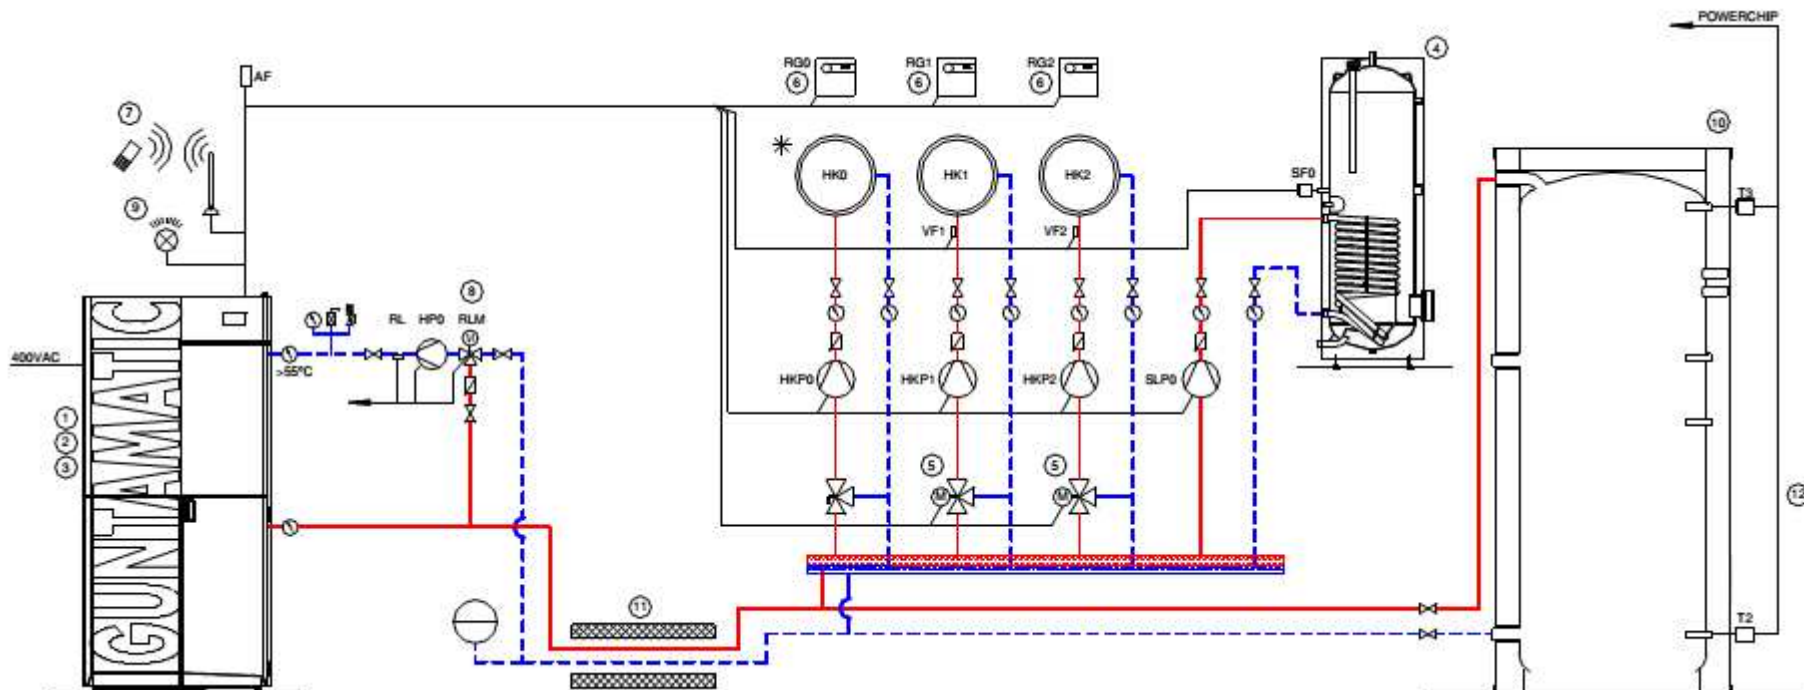 POWERCHIP
4
RG0
RG1
RG2
6
6
6
AF
7
10
HK0
HK1
HK2
SF0
T3
9
VF1
VF2
8
RL
HP0
RLM
M
400VAC
>55°C
HKP0
HKP1
HKP2
SLP0
1
2
3
GUNTAMATIC
5
5
M
M
12
11
T2